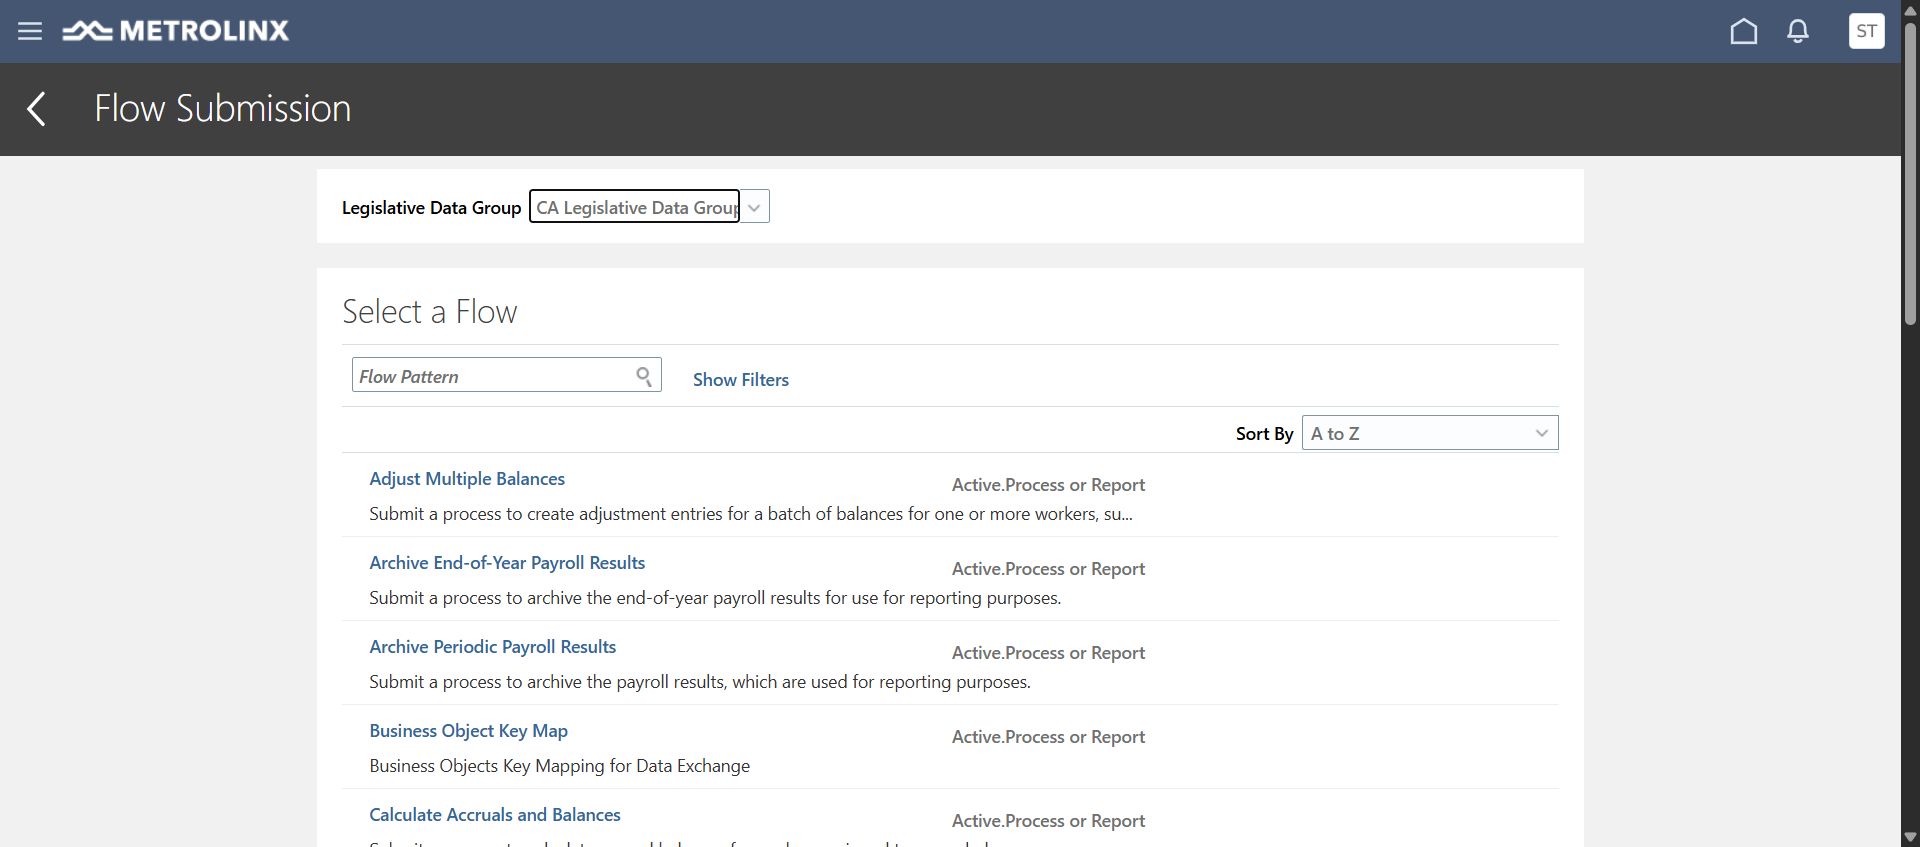 METROLINX
ST
Flow Submission
Legislative Data Group CA Legislative Data Group
Select a Flow
Flow Pattern
Show Filters
Sort By A to Z
Adjust Multiple Balances
Active.Process or Report
Submit a process to create adjustment entries for a batch of balances for one or more workers, su...
Archive End-of-Year Payroll Results
Active.Process or Report
Submit a process to archive the end-of-year payroll results for use for reporting purposes.
Archive Periodic Payroll Results
Active.Process or Report
Submit a process to archive the payroll results, which are used for reporting purposes.
Business Object Key Map
Active.Process or Report
Business Objects Key Mapping for Data Exchange
Calculate Accruals and Balances
Active.Process or Report